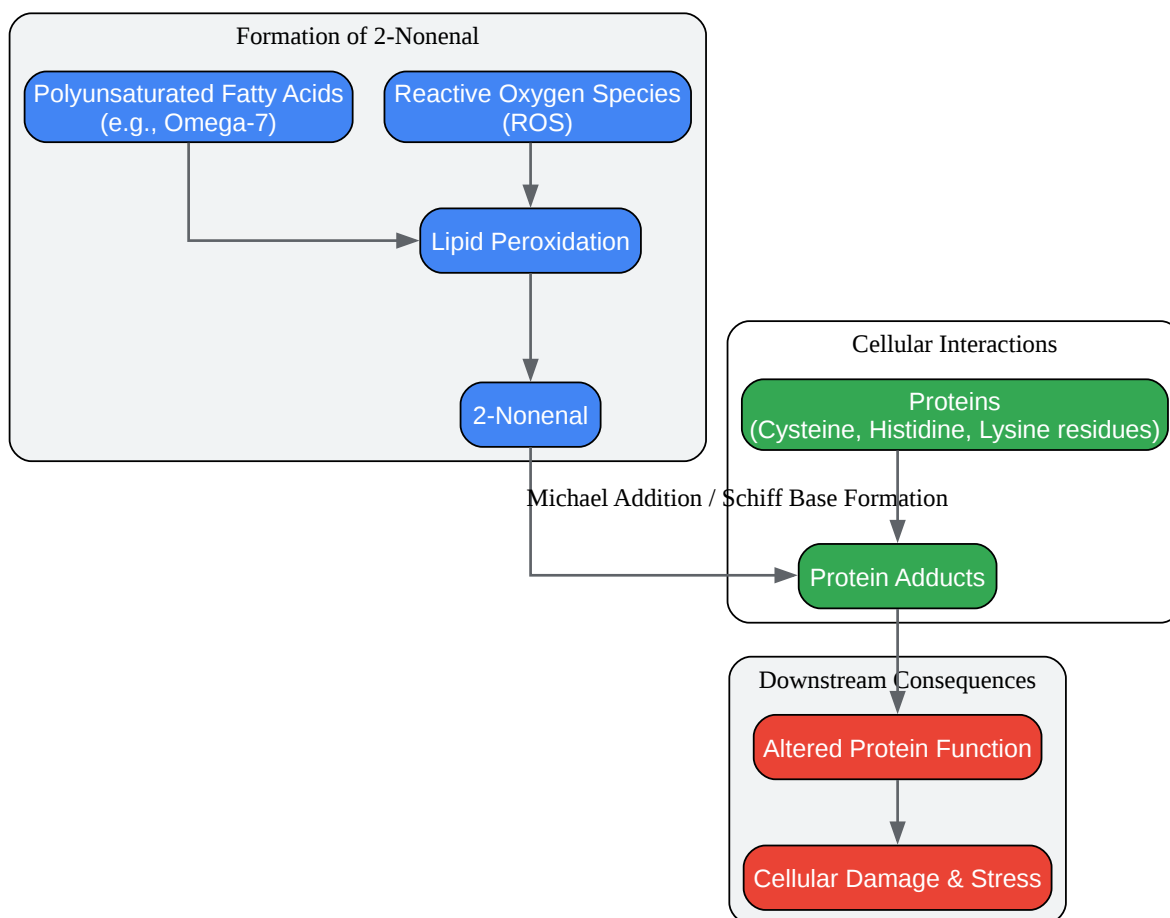 Formation of 2-Nonenal
Polyunsaturated Fatty Acids
(e.g., Omega-7)
Reactive Oxygen Species
(ROS)
Lipid Peroxidation
2-Nonenal
Cellular Interactions
Proteins
(Cysteine, Histidine, Lysine residues)
Michael Addition / Schiff Base Formation
Protein Adducts
Downstream Consequences
Altered Protein Function
Cellular Damage & Stress